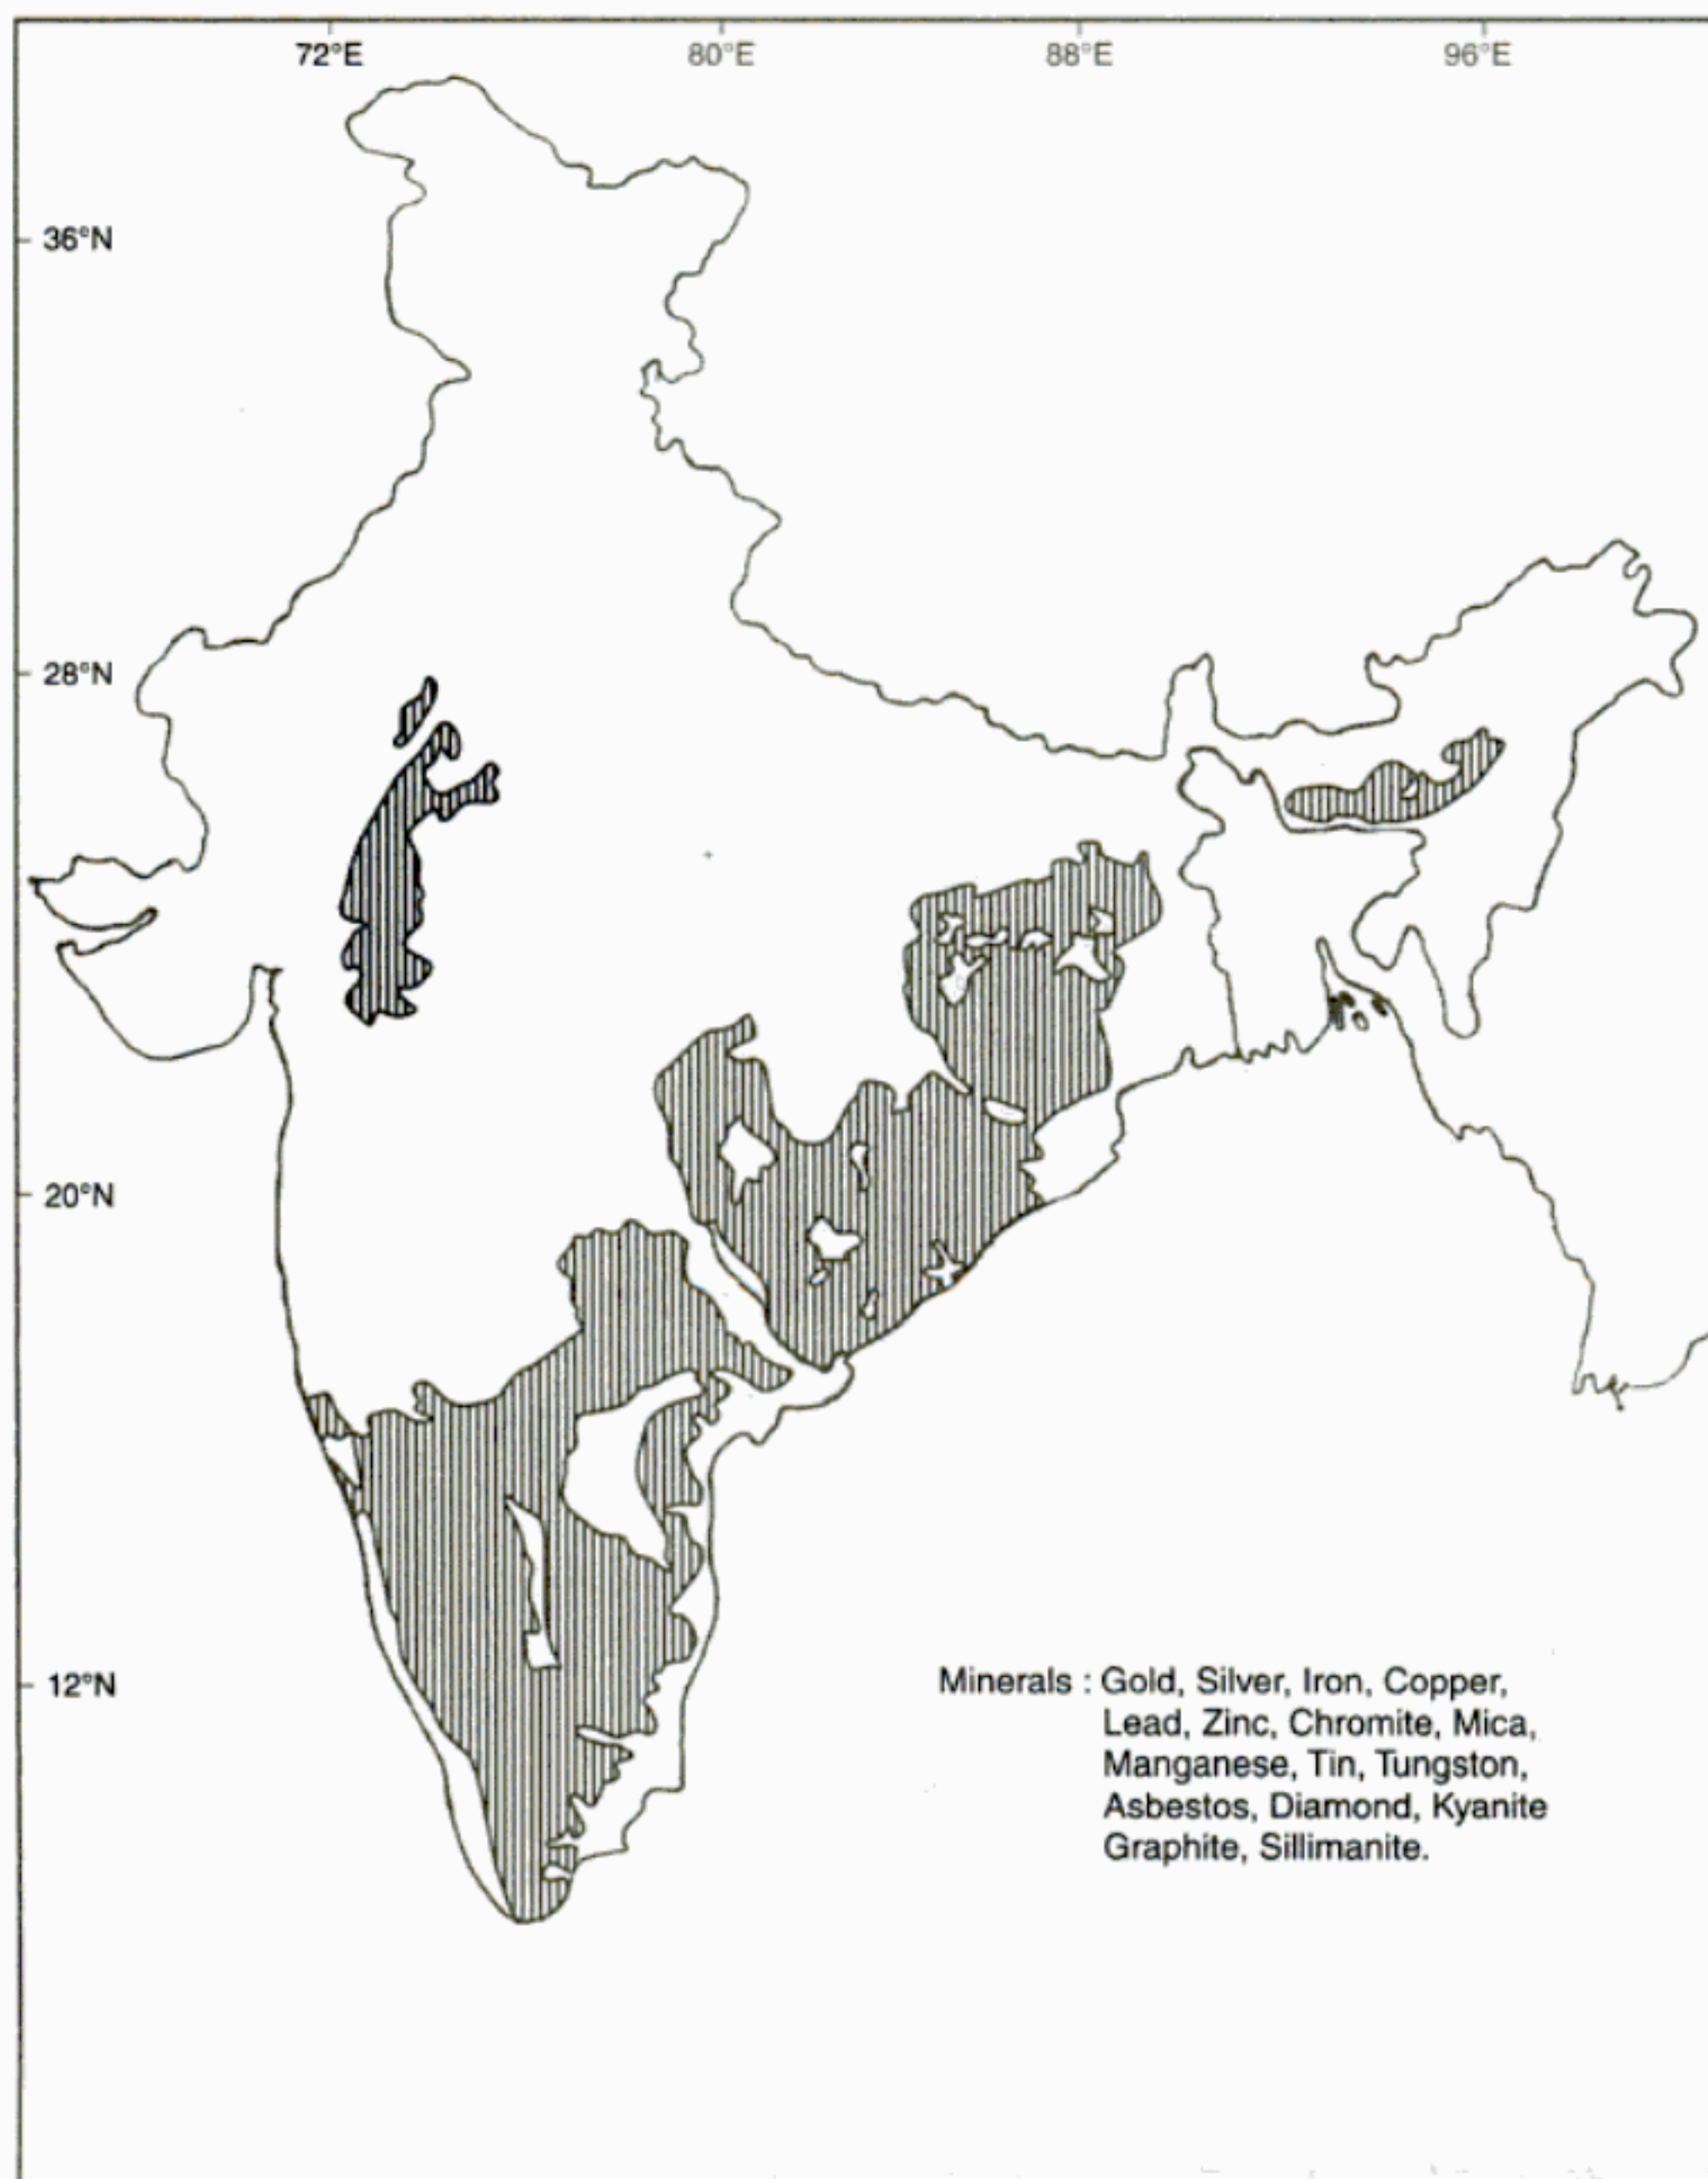 72°E 80°E 88°E 96°E
36°N
28°N
20°N
12°N
Minerals : Gold, Silver, Iron, Copper,
Lead, Zinc, Chromite, Mica,
Manganese, Tin, Tungston,
Asbestos, Diamond, Kyanite
Graphite, Sillimanite.